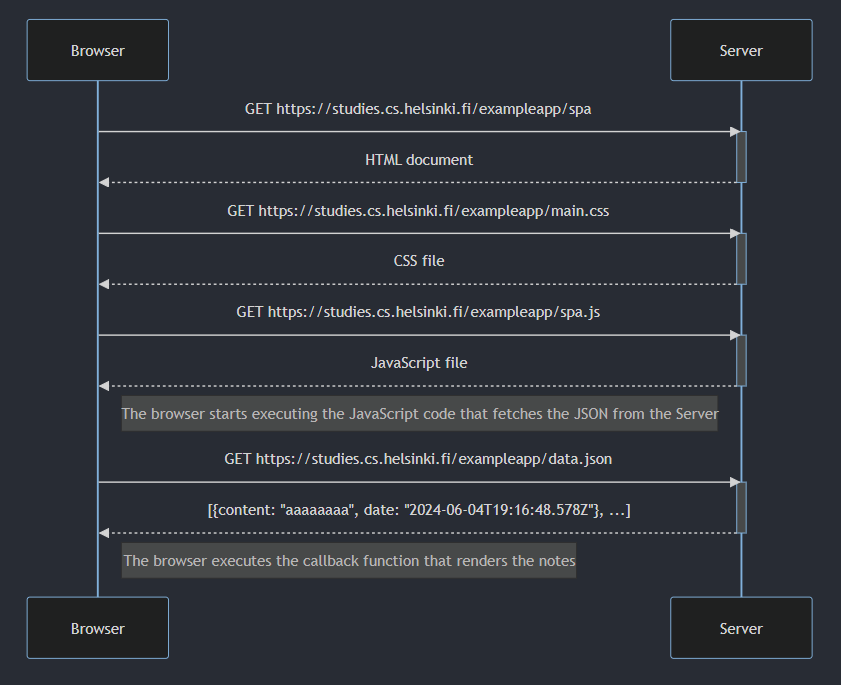 Browser
Server
GET https://studies.cs.helsinki.fi/exampleapp/spa
HTML document
GET https://studies.cs.helsinki.fi/exampleapp/main.css
CSS file
GET https://studies.cs.helsinki.fi/exampleapp/spa.js
JavaScript file
The browser starts executing the JavaScript code that fetches the JSON from the Server
GET https://studies.cs.helsinki.fi/exampleapp/data.json
[{content: "aaaaaaaa", date: "2024-06-04T19:16:48.578Z"}, ...]
The browser executes the callback function that renders the notes
Browser
Server